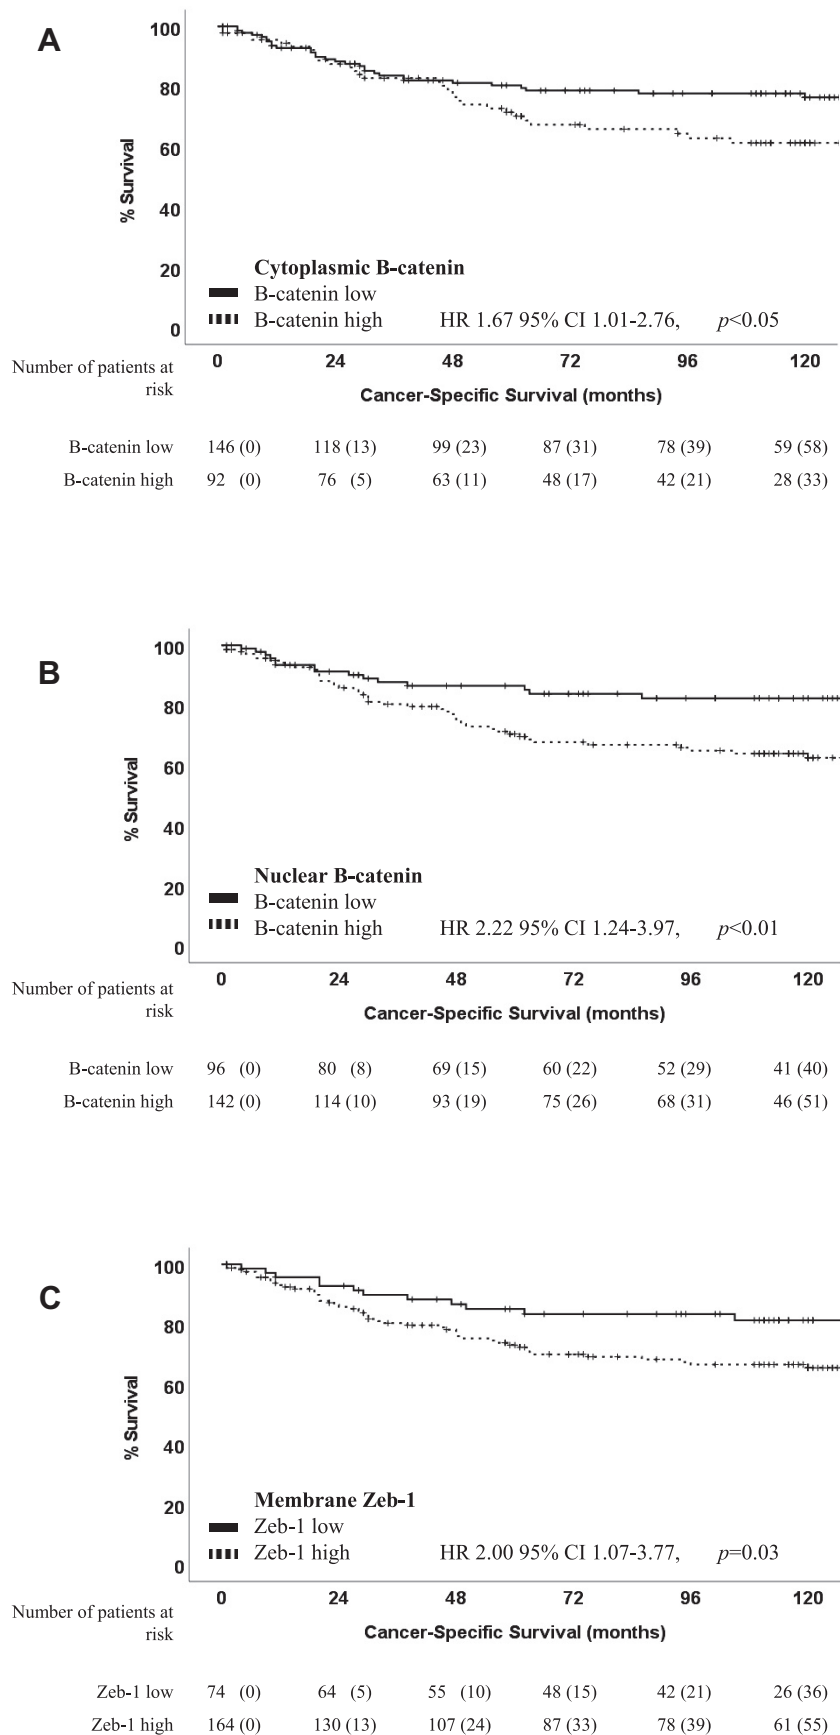 A
100
80
60
40
20
0
% Survival
Cytoplasmic B-catenin
B-catenin low
B-catenin high HR 1.67 95% CI 1.01-2.76, p<0.05
0 24 48 72 96 120
Number of patients at
risk
Cancer-Specific Survival (months)
B-catenin low 146 (0) 118 (13) 99 (23) 87 (31) 78 (39) 59 (58)
B-catenin high 92 (0) 76 (5) 63 (11) 48 (17) 42 (21) 28 (33)
B
100
80
60
40
20
0
% Survival
Nuclear B-catenin
B-catenin low
B-catenin high HR 2.22 95% CI 1.24-3.97, p<0.01
0 24 48 72 96 120
Number of patients at
risk
Cancer-Specific Survival (months)
B-catenin low 96 (0) 80 (8) 69 (15) 60 (22) 52 (29) 41 (40)
B-catenin high 142 (0) 114 (10) 93 (19) 75 (26) 68 (31) 46 (51)
C
100
80
60
40
20
0
% Survival
Membrane Zeb-1
Zeb-1 low
Zeb-1 high HR 2.00 95% CI 1.07-3.77, p=0.03
0 24 48 72 96 120
Number of patients at
risk
Cancer-Specific Survival (months)
Zeb-1 low 74 (0) 64 (5) 55 (10) 48 (15) 42 (21) 26 (36)
Zeb-1 high 164 (0) 130 (13) 107 (24) 87 (33) 78 (39) 61 (55)